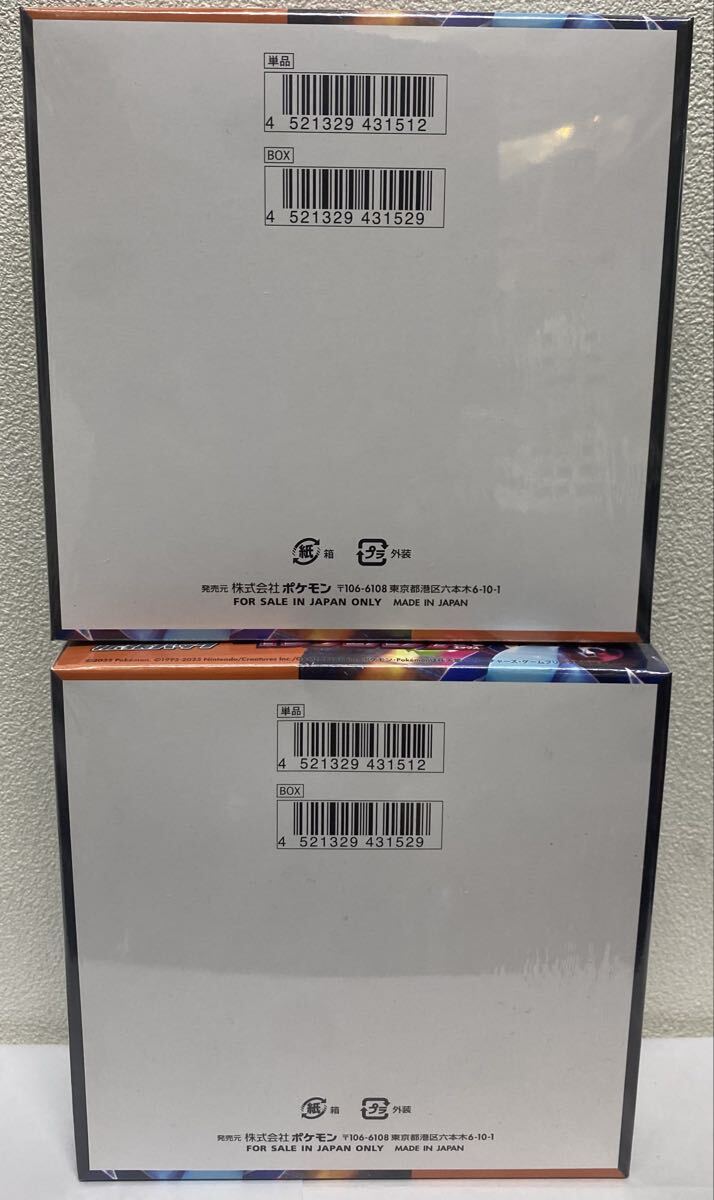 単品
4 521329 431512
BOX
4 521329 431529
紙 箱 プラ 外装
発売元 株式会社 ポケモン 〒106-6108 東京都港区六本木6-10-1
FOR SALE IN JAPAN ONLY MADE IN JAPAN
Nintendo/Creatures Inc.
単品
4 521329 431512
BOX
4 521329 431529
紙 箱 プラ 外装
発売元 株式会社 ポケモン 〒106-6108 東京都港区六本木6-10-1
FOR SALE IN JAPAN ONLY MADE IN JAPAN